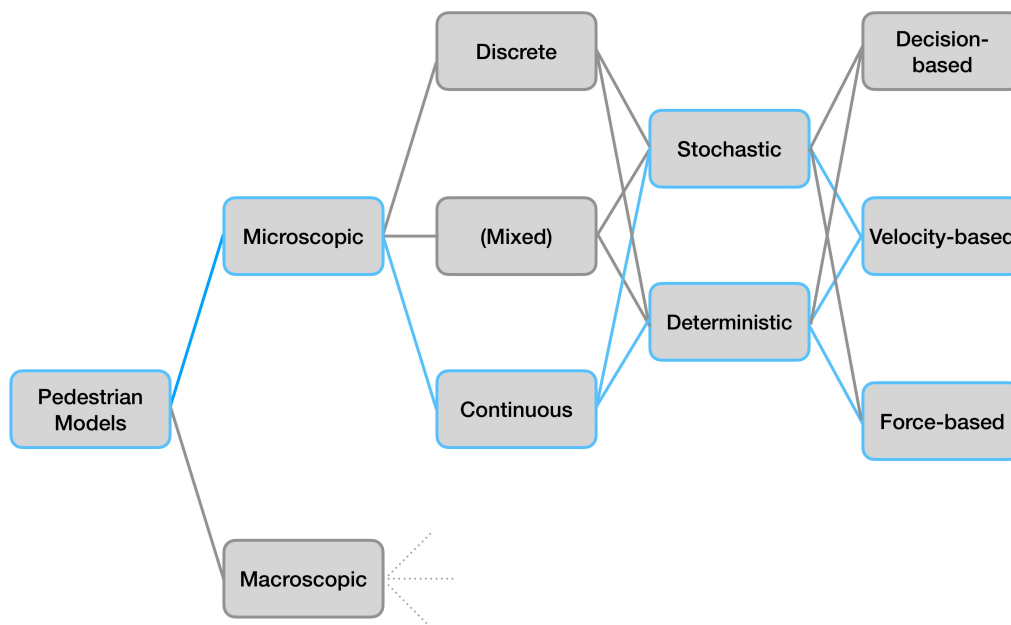 Pedestrian
Models
Microscopic
Macroscopic
Discrete
(Mixed)
Continuous
Stochastic
Deterministic
Decision-
based
Velocity-based
Force-based